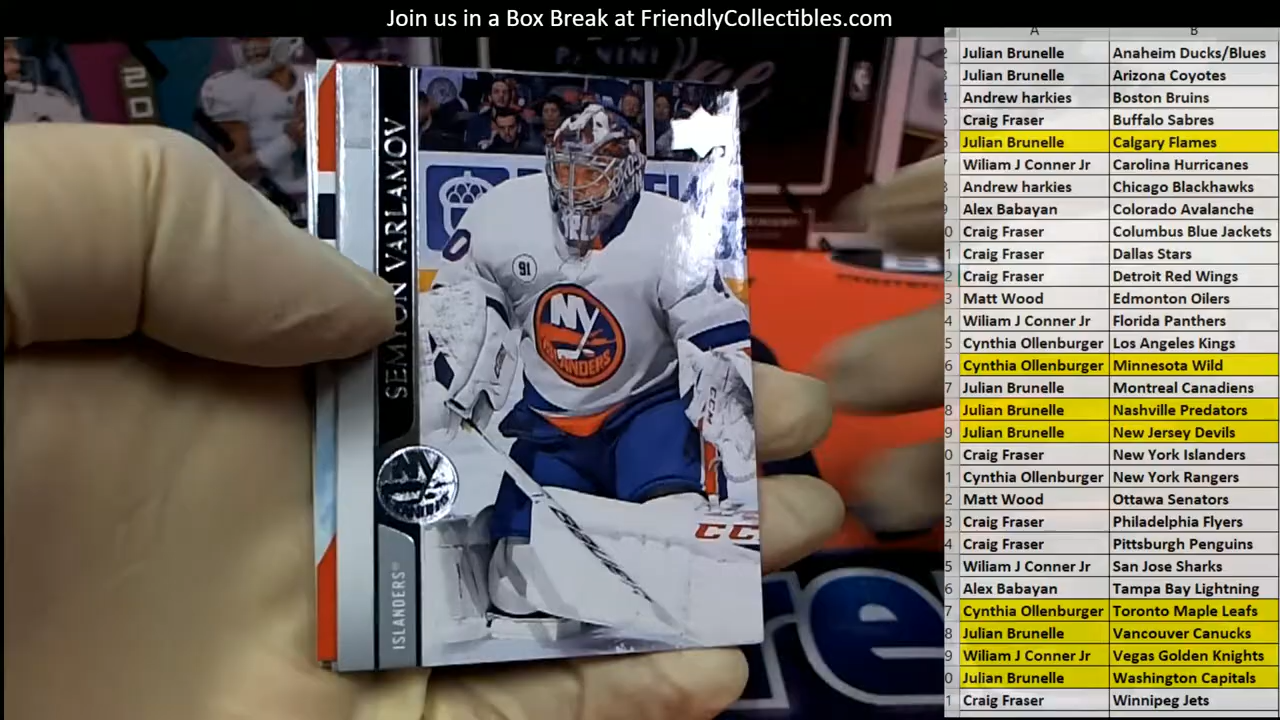 Join us in a Box Break at FriendlyCollectibles.com
PANINI
SEMYON VARLAMOV
ISLANDERS
91
NY
ISLANDERS
CCM
CC
NY
A B
Julian Brunelle Anaheim Ducks/Blues
Julian Brunelle Arizona Coyotes
Andrew harkies Boston Bruins
Craig Fraser Buffalo Sabres
Julian Brunelle Calgary Flames
Wiliam J Conner Jr Carolina Hurricanes
Andrew harkies Chicago Blackhawks
Alex Babayan Colorado Avalanche
Craig Fraser Columbus Blue Jackets
Craig Fraser Dallas Stars
Craig Fraser Detroit Red Wings
Matt Wood Edmonton Oilers
Wiliam J Conner Jr Florida Panthers
Cynthia Ollenburger Los Angeles Kings
Cynthia Ollenburger Minnesota Wild
Julian Brunelle Montreal Canadiens
Julian Brunelle Nashville Predators
Julian Brunelle New Jersey Devils
Craig Fraser New York Islanders
Cynthia Ollenburger New York Rangers
Matt Wood Ottawa Senators
Craig Fraser Philadelphia Flyers
Craig Fraser Pittsburgh Penguins
Wiliam J Conner Jr San Jose Sharks
Alex Babayan Tampa Bay Lightning
Cynthia Ollenburger Toronto Maple Leafs
Julian Brunelle Vancouver Canucks
Wiliam J Conner Jr Vegas Golden Knights
Julian Brunelle Washington Capitals
Craig Fraser Winnipeg Jets